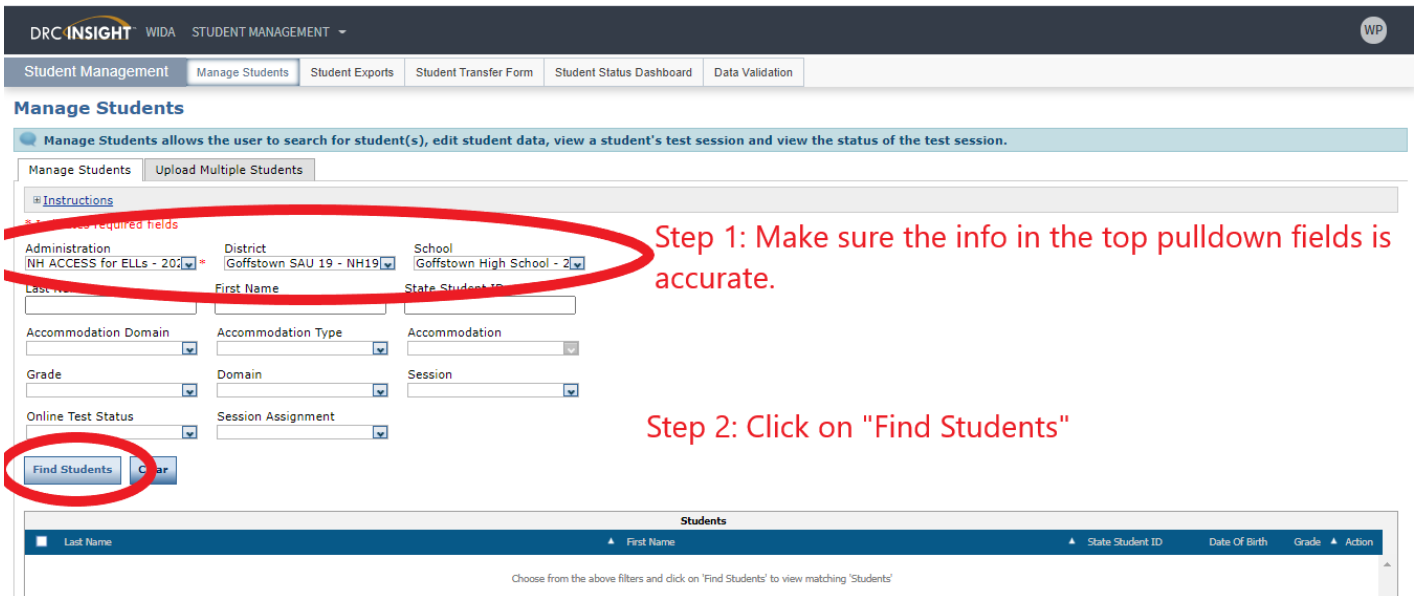 DRC INSIGHT WIDA STUDENT MANAGEMENT WP
Student Management Manage Students Student Exports Student Transfer Form Student Status Dashboard Data Validation
Manage Students
Manage Students allows the user to search for student(s), edit student data, view a student's test session and view the status of the test session.
Manage Students Upload Multiple Students
Instructions
* required fields
Step 1: Make sure the info in the top pulldown fields is
accurate.
Administration District School
NH ACCESS for ELLs - 202 * Goffstown SAU 19 - NH19 Goffstown High School - 2
Last First Name State Student ID
Accommodation Domain Accommodation Type Accommodation
Grade Domain Session
Online Test Status Session Assignment
Step 2: Click on "Find Students"
Find Students Clear
Students
Last Name First Name State Student ID Date Of Birth Grade Action
Choose from the above filters and click on 'Find Students' to view matching 'Students'